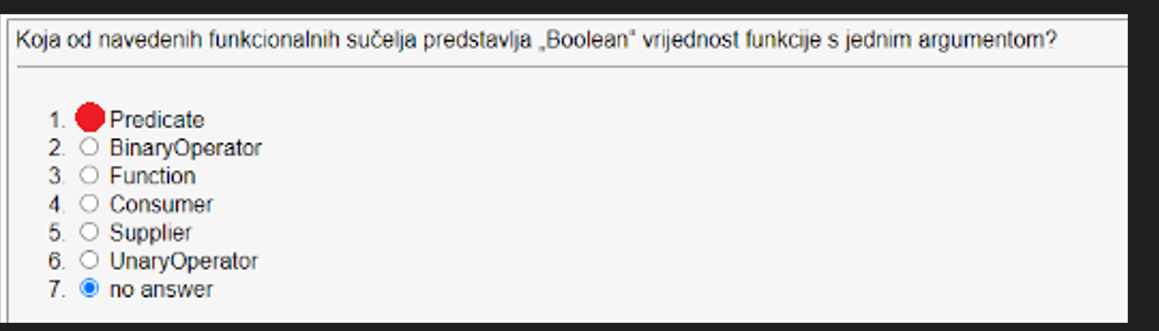 Koja od navedenih funkcionalnih sučelja predstavlja „Boolean“ vrijednost funkcije s jednim argumentom?
1. Predicate
2. BinaryOperator
3. Function
4. Consumer
5. Supplier
6. UnaryOperator
7. no answer